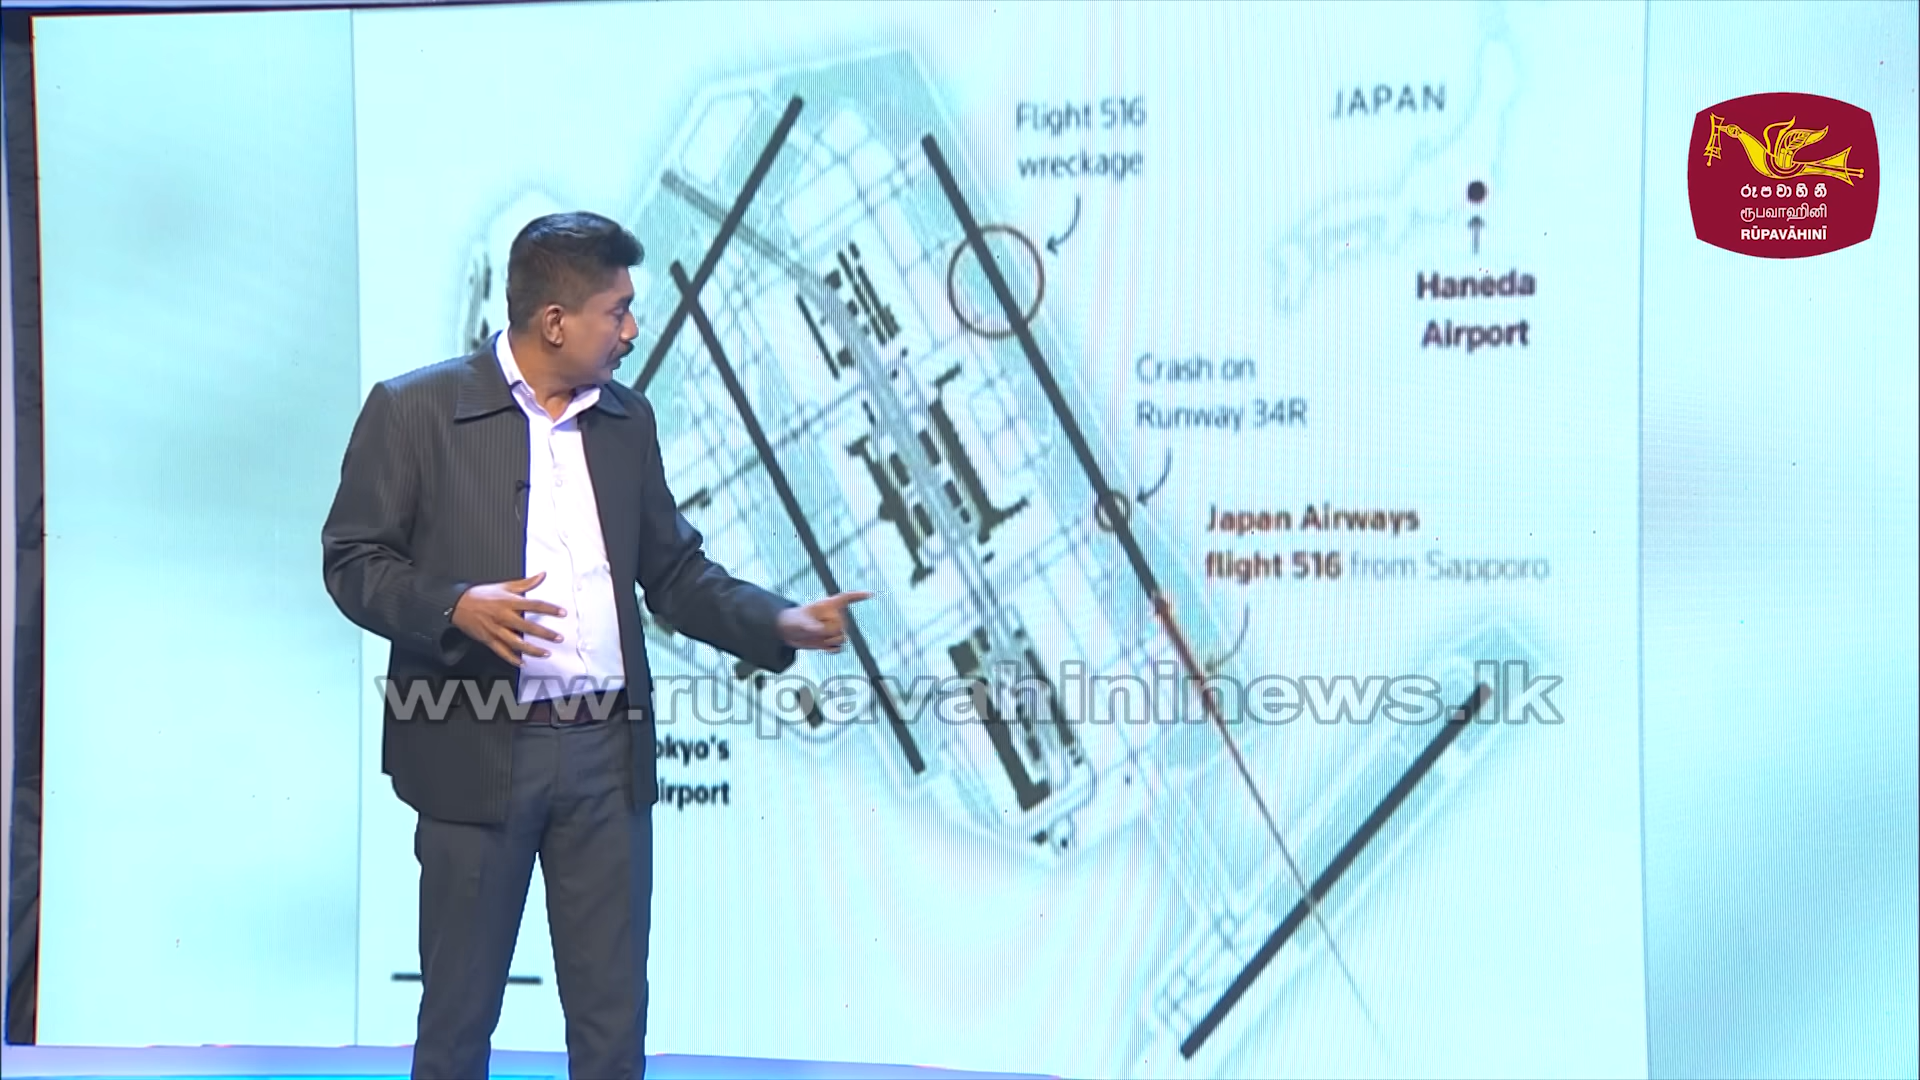 Flight 516
wreckage
JAPAN
රූපවාහිනී
ரூபவாஹினி
RŪPAVĀHINĪ
Haneda
Airport
Crash on
Runway 34R
Japan Airways
flight 516 from Sapporo
www.rupavahininews.lk
okyo's
irport